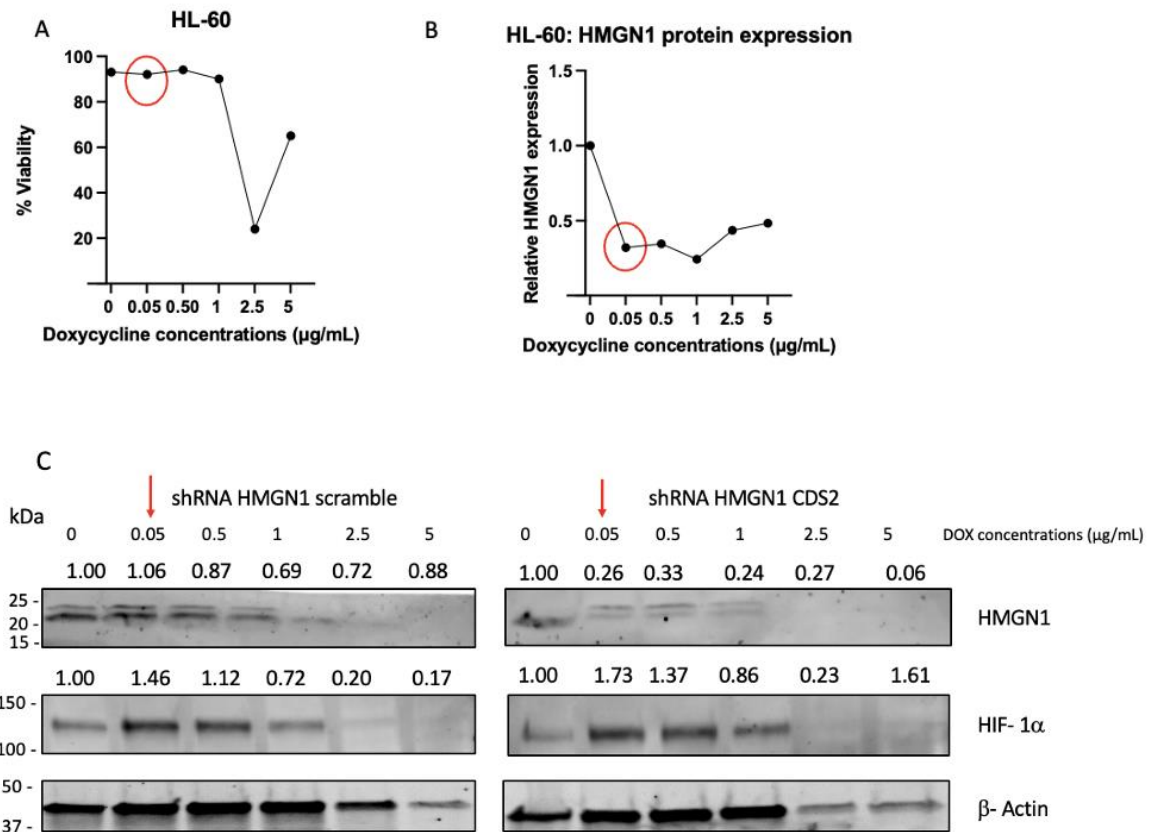 A
HL-60
% Viability
100
80
60
40
20
0 0.05 0.50 1 2.5 5
Doxycycline concentrations (µg/mL)
B
HL-60: HMGN1 protein expression
Relative HMGN1 expression
1.5
1.0
0.5
0 0.05 0.5 1 2.5 5
Doxycycline concentrations (µg/mL)
C
shRNA HMGN1 scramble
shRNA HMGN1 CDS2
kDa
0 0.05 0.5 1 2.5 5
0 0.05 0.5 1 2.5 5
DOX concentrations (µg/mL)
1.00 1.06 0.87 0.69 0.72 0.88
1.00 0.26 0.33 0.24 0.27 0.06
25 -
20 -
15 -
HMGN1
1.00 1.46 1.12 0.72 0.20 0.17
1.00 1.73 1.37 0.86 0.23 1.61
150 -
100 -
HIF- 1α
50 -
37 -
β- Actin